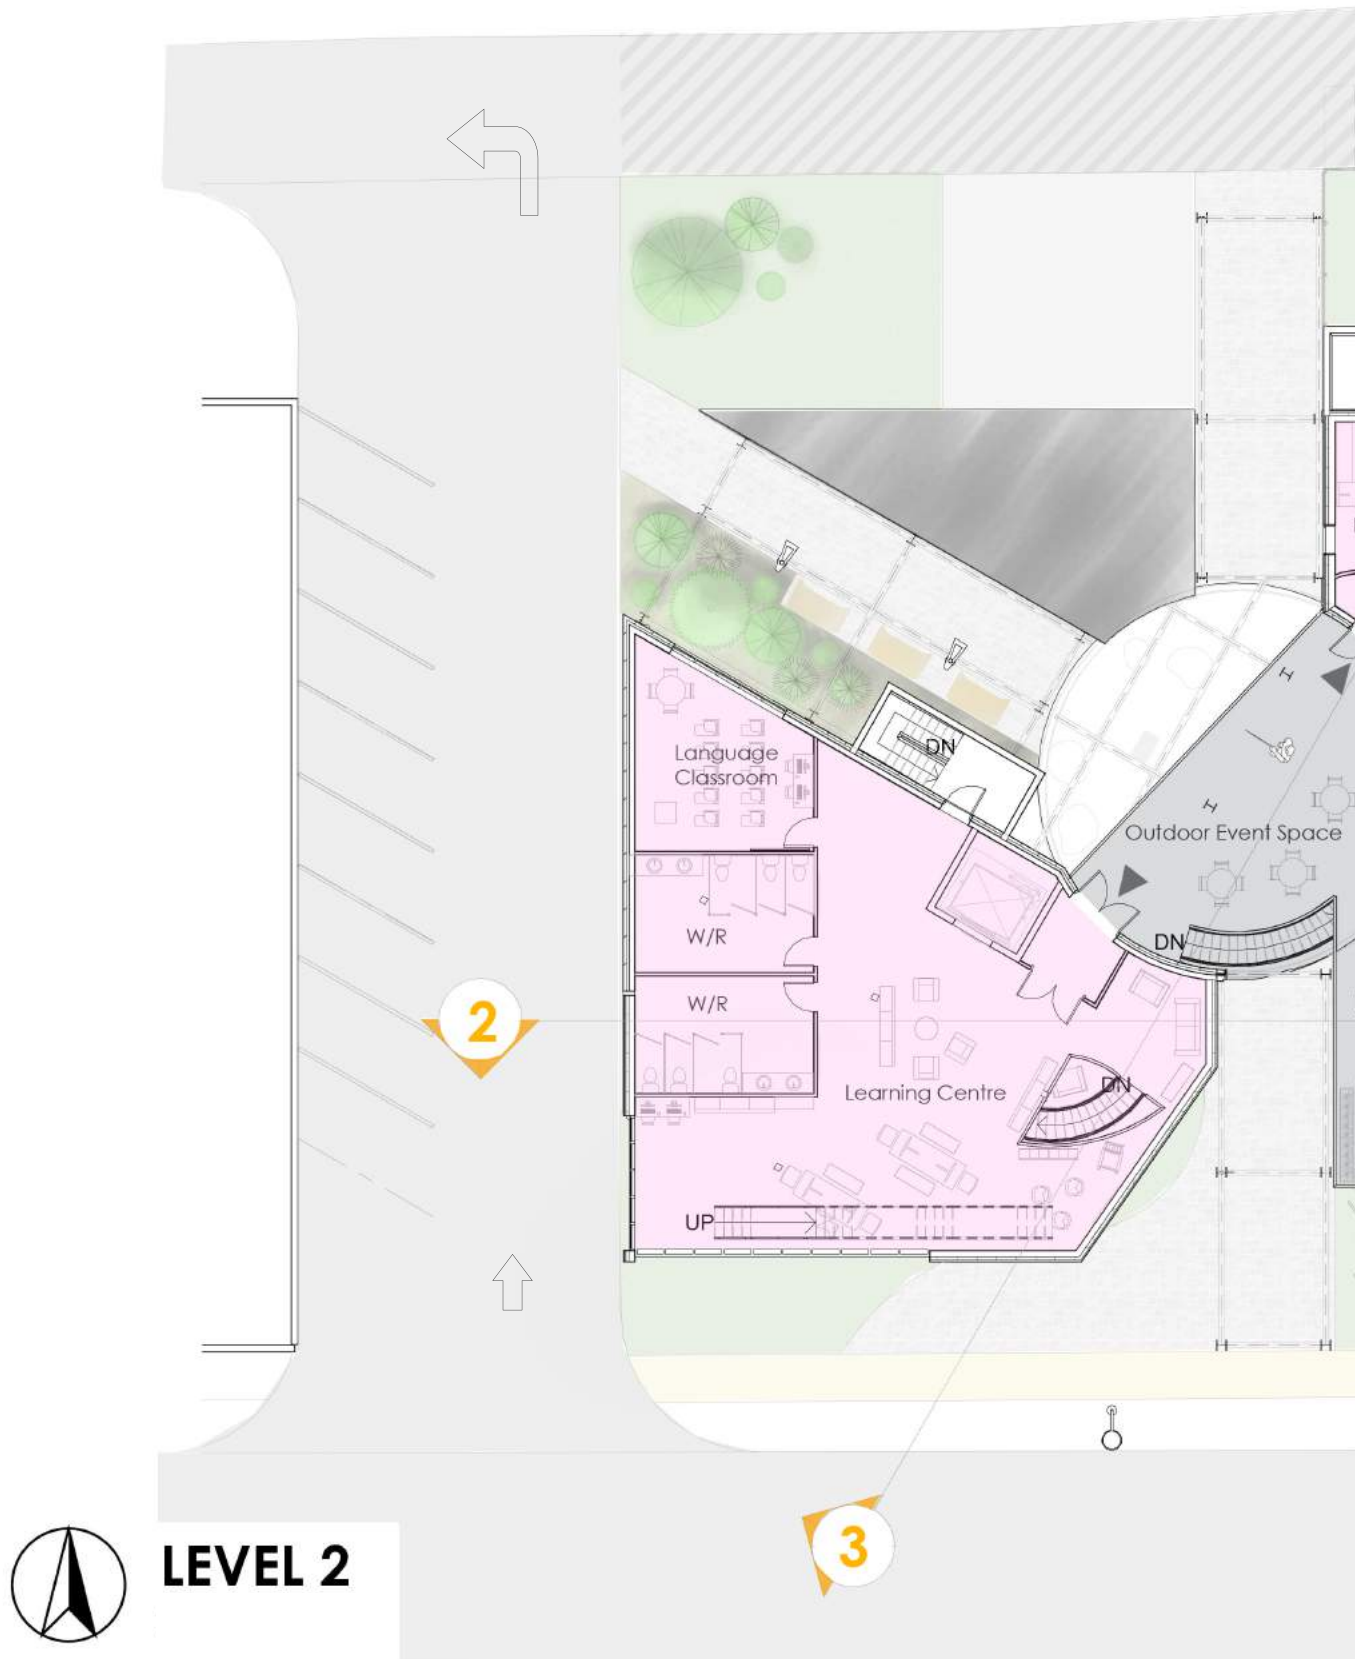 DN
Language
Classroom
Outdoor Event Space
W/R
DN
W/R
2
DN
Learning Centre
UP
3
LEVEL 2